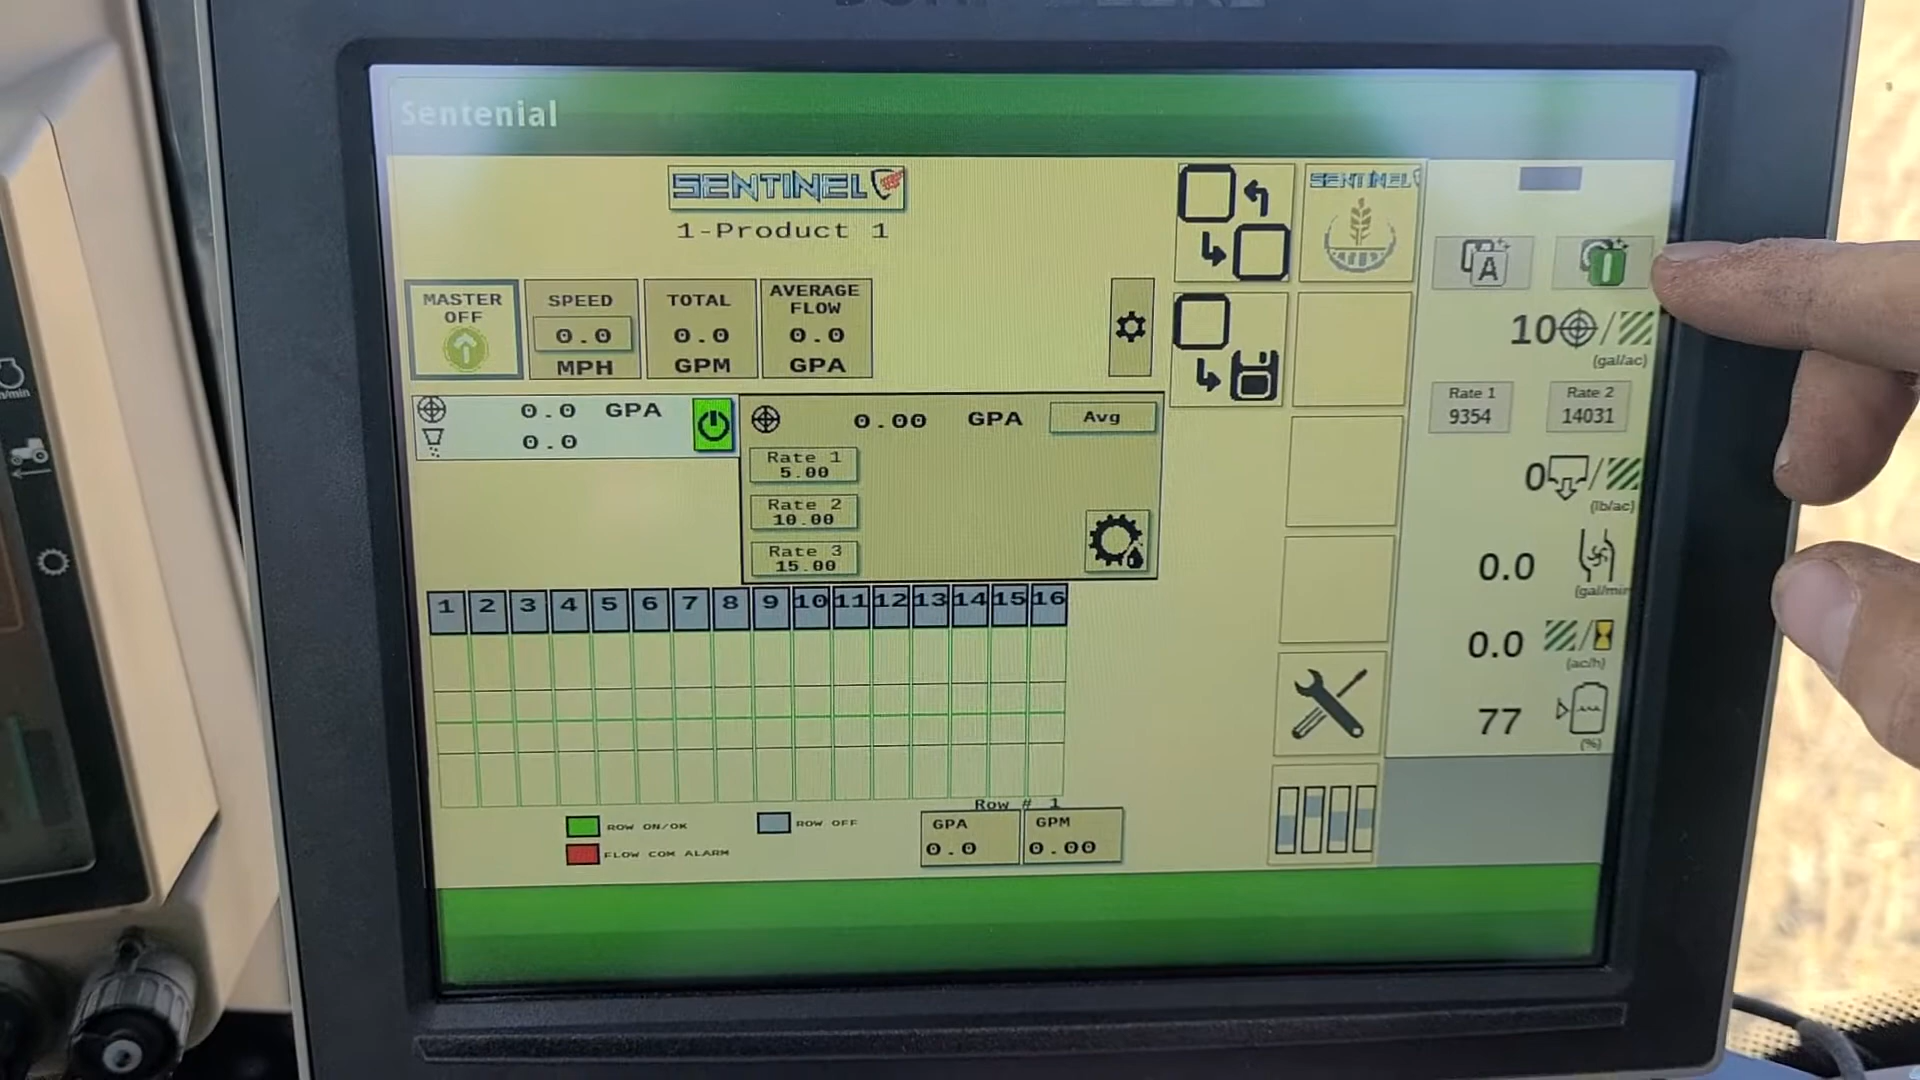 Sentenial
SENTINEL
1-Product 1
MASTER OFF
SPEED
0.0
MPH
TOTAL
0.0
GPM
AVERAGE FLOW
0.0
GPA
0.0 GPA
0.0
0.00 GPA
Avg
Rate 1
5.00
Rate 2
10.00
Rate 3
15.00
1 2 3 4 5 6 7 8 9 10 11 12 13 14 15 16
ROW ON/OK
ROW OFF
FLOW COM ALARM
Row # 1
GPA
0.0
GPM
0.00
SENTINEL
A
10 /
(gal/ac)
Rate 1
9354
Rate 2
14031
0 /
(lb/ac)
0.0
(gal/min
0.0 /
(ac/h)
77
(%)